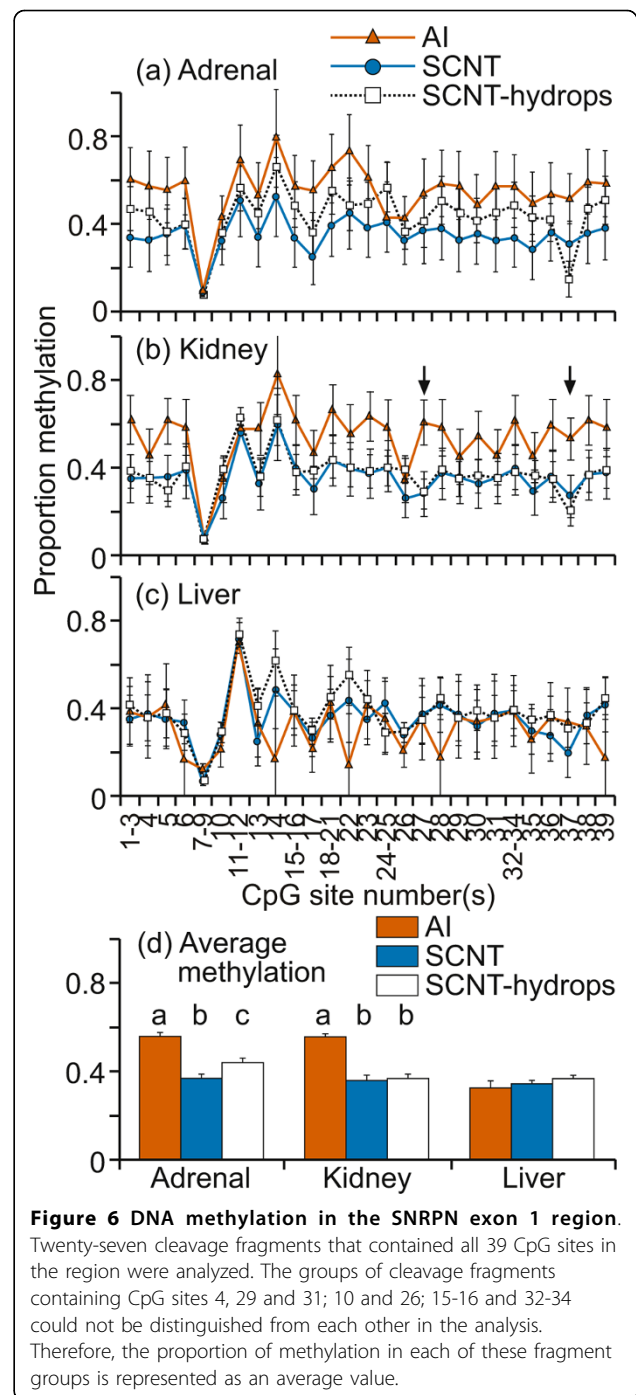 AI
SCNT
SCNT-hydrops
(a) Adrenal
0.8
0.4
0
(b) Kidney
0.8
0.4
0
(c) Liver
0.8
0.4
0
Proportion methylation
1-3
4
5
6
7-9
10
11-12
13
14
15-16
17
18-21
22
23
24-25
26
27
28
29
30
31
32-34
35
36
37
38
39
CpG site number(s)
(d) Average
methylation
AI
SCNT
SCNT-hydrops
0.8
0.4
0
a b c
a b b
Adrenal Kidney Liver
Figure 6 DNA methylation in the SNRPN exon 1 region.
Twenty-seven cleavage fragments that contained all 39 CpG sites in
the region were analyzed. The groups of cleavage fragments
containing CpG sites 4, 29 and 31; 10 and 26; 15-16 and 32-34
could not be distinguished from each other in the analysis.
Therefore, the proportion of methylation in each of these fragment
groups is represented as an average value.